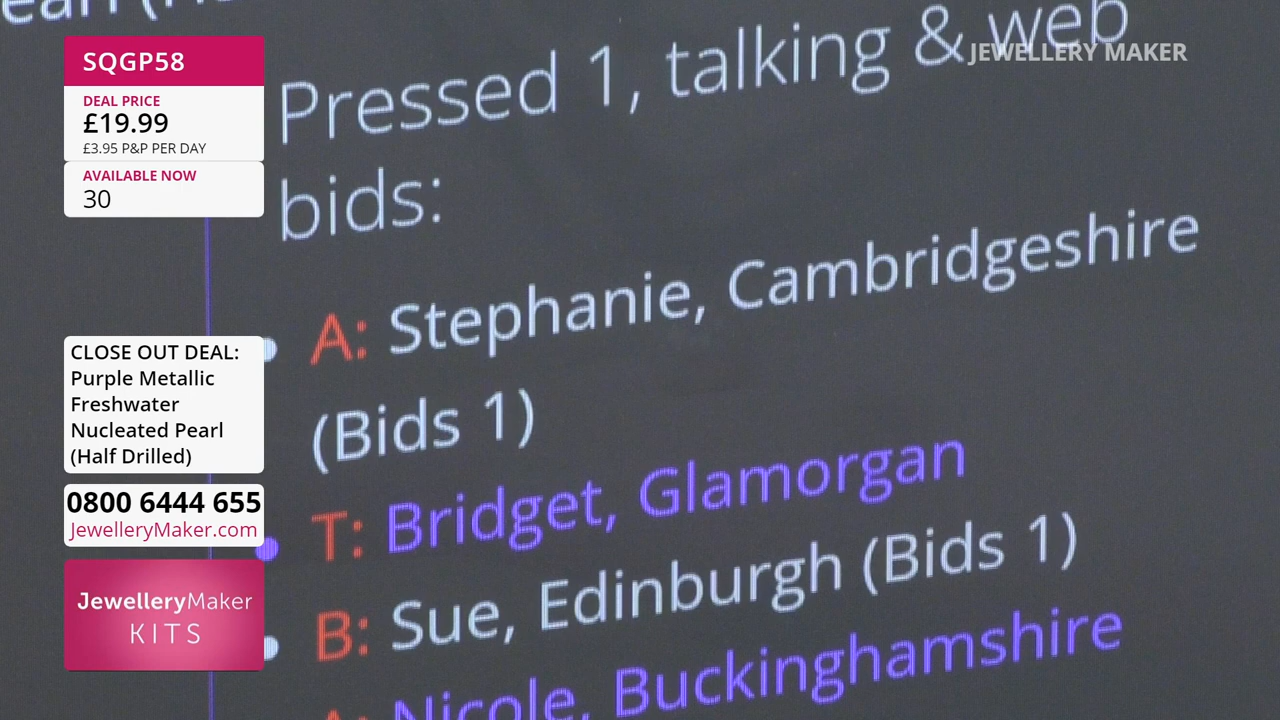 SQGP58
DEAL PRICE
£19.99
£3.95 P&P PER DAY
AVAILABLE NOW
30
CLOSE OUT DEAL:
Purple Metallic
Freshwater
Nucleated Pearl
(Half Drilled)
0800 6444 655
JewelleryMaker.com
JewelleryMaker
KITS
JEWELLERY MAKER
Pressed 1, talking & web
bids:
A: Stephanie, Cambridgeshire
(Bids 1)
T: Bridget, Glamorgan
B: Sue, Edinburgh (Bids 1)
Nicole, Buckinghamshire